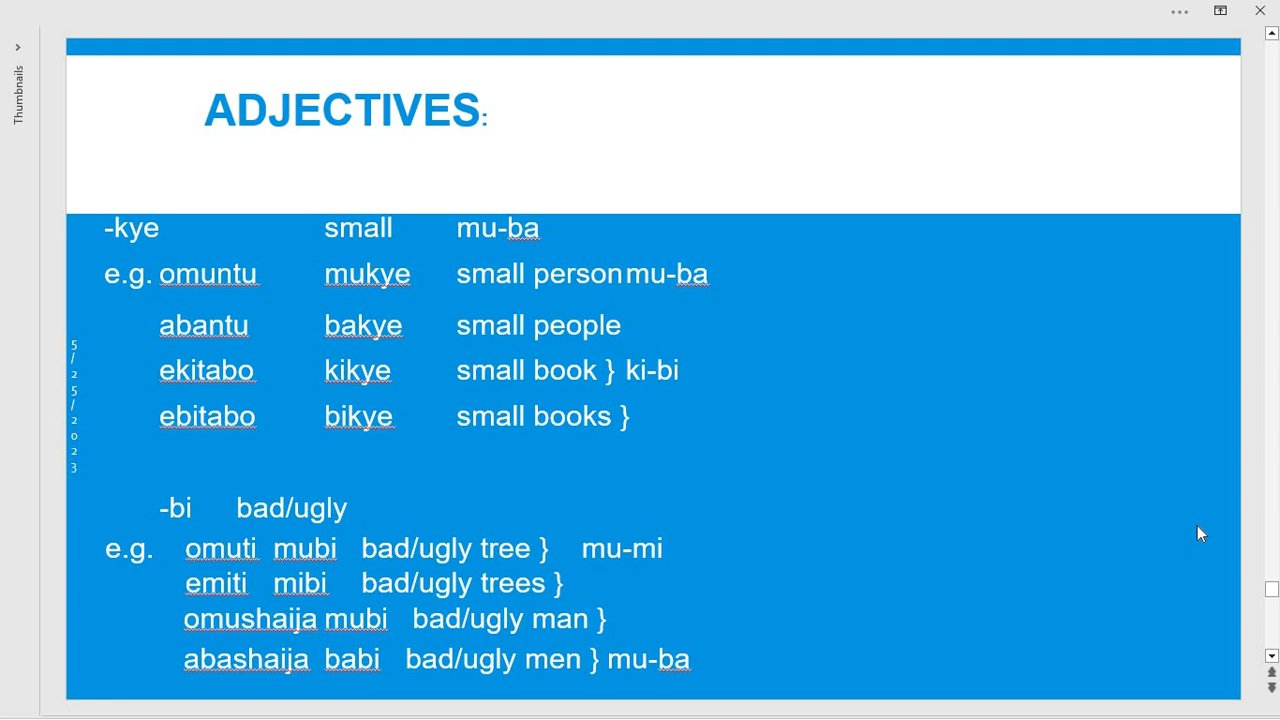 Thumbnails
ADJECTIVES:
-kye small mu-ba
e.g. omuntu mukye small person mu-ba
abantu bakye small people
ekitabo kikye small book } ki-bi
ebitabo bikye small books }
5/25/2023
-bi bad/ugly
e.g. omuti mubi bad/ugly tree } mu-mi
emiti mibi bad/ugly trees }
omushaija mubi bad/ugly man }
abashaija babi bad/ugly men } mu-ba